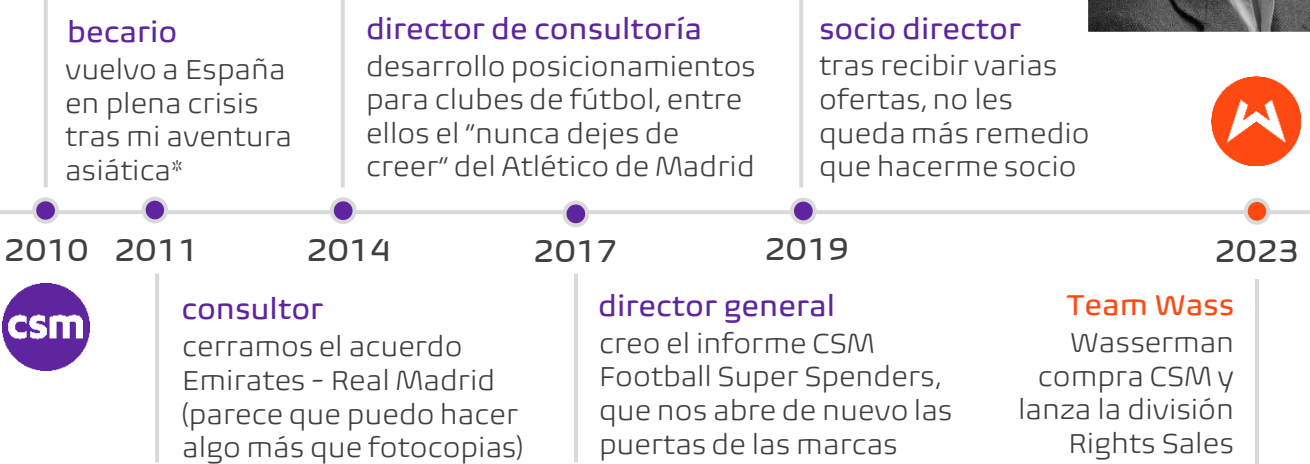 becario
vuelvo a España
en plena crisis
tras mi aventura
asiática*
director de consultoría
desarrollo posicionamientos
para clubes de fútbol, entre
ellos el "nunca dejes de
creer" del Atlético de Madrid
socio director
tras recibir varias
ofertas, no les
queda más remedio
que hacerme socio
2010 2011 2014 2017 2019 2023
csm
consultor
cerramos el acuerdo
Emirates - Real Madrid
(parece que puedo hacer
algo más que fotocopias)
director general
creo el informe CSM
Football Super Spenders,
que nos abre de nuevo las
puertas de las marcas
Team Wass
Wasserman
compra CSM y
lanza la división
Rights Sales